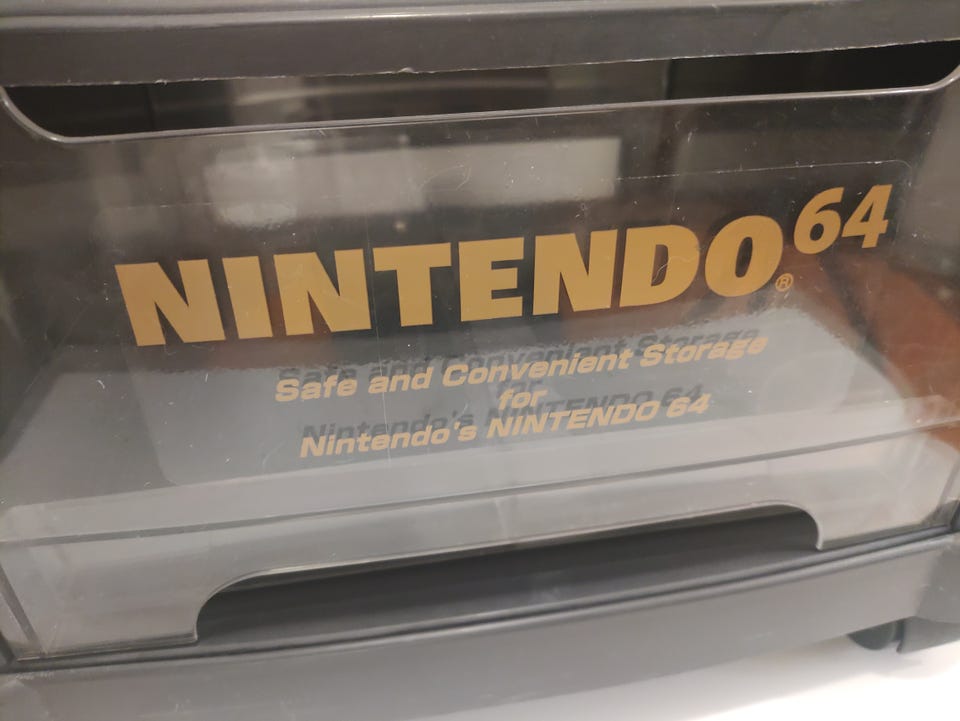 NINTENDO®64
Safe and Convenient Storage
for
Nintendo's NINTENDO 64